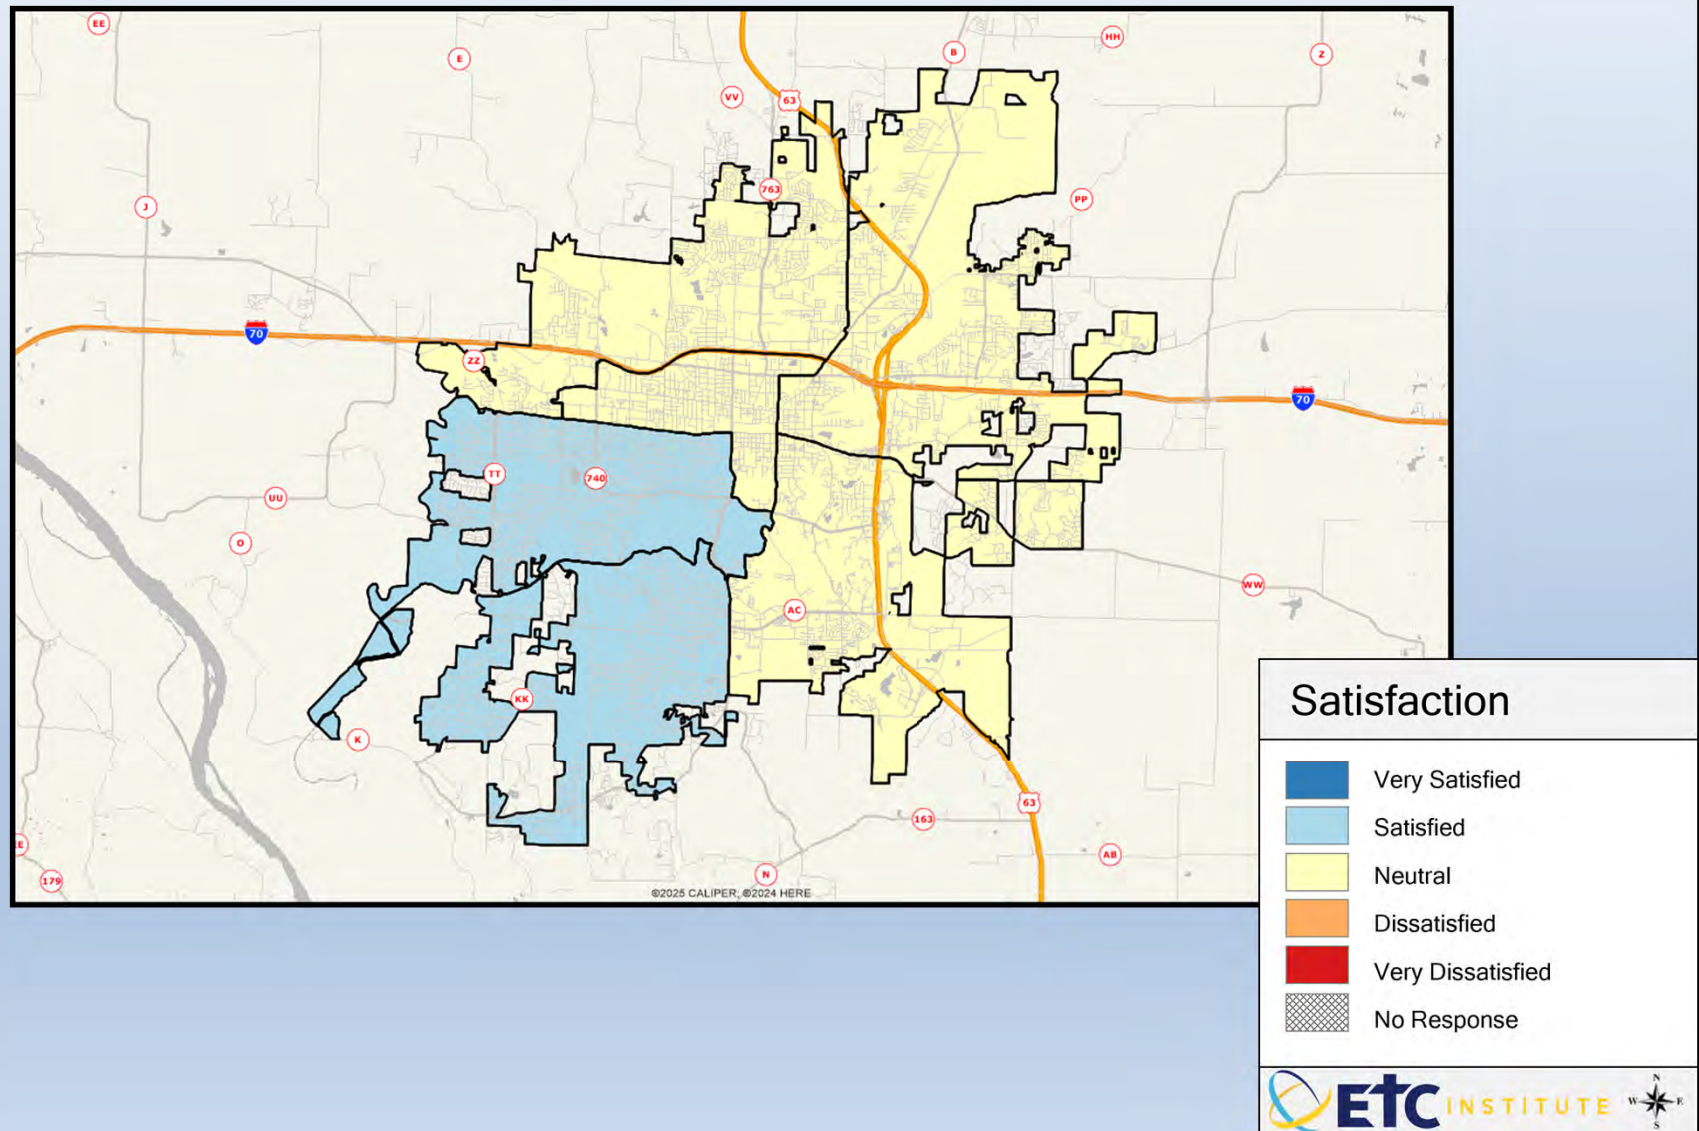 EE
E
B
HH
Z
VV
63
763
J
PP
70
ZZ
70
TT
740
UU
O
WW
AC
KK
K
63
163
AB
179
N
©2025 CALIPER; ©2024 HERE
Satisfaction
Very Satisfied
Satisfied
Neutral
Dissatisfied
Very Dissatisfied
No Response
ETC INSTITUTE
N
W E
S